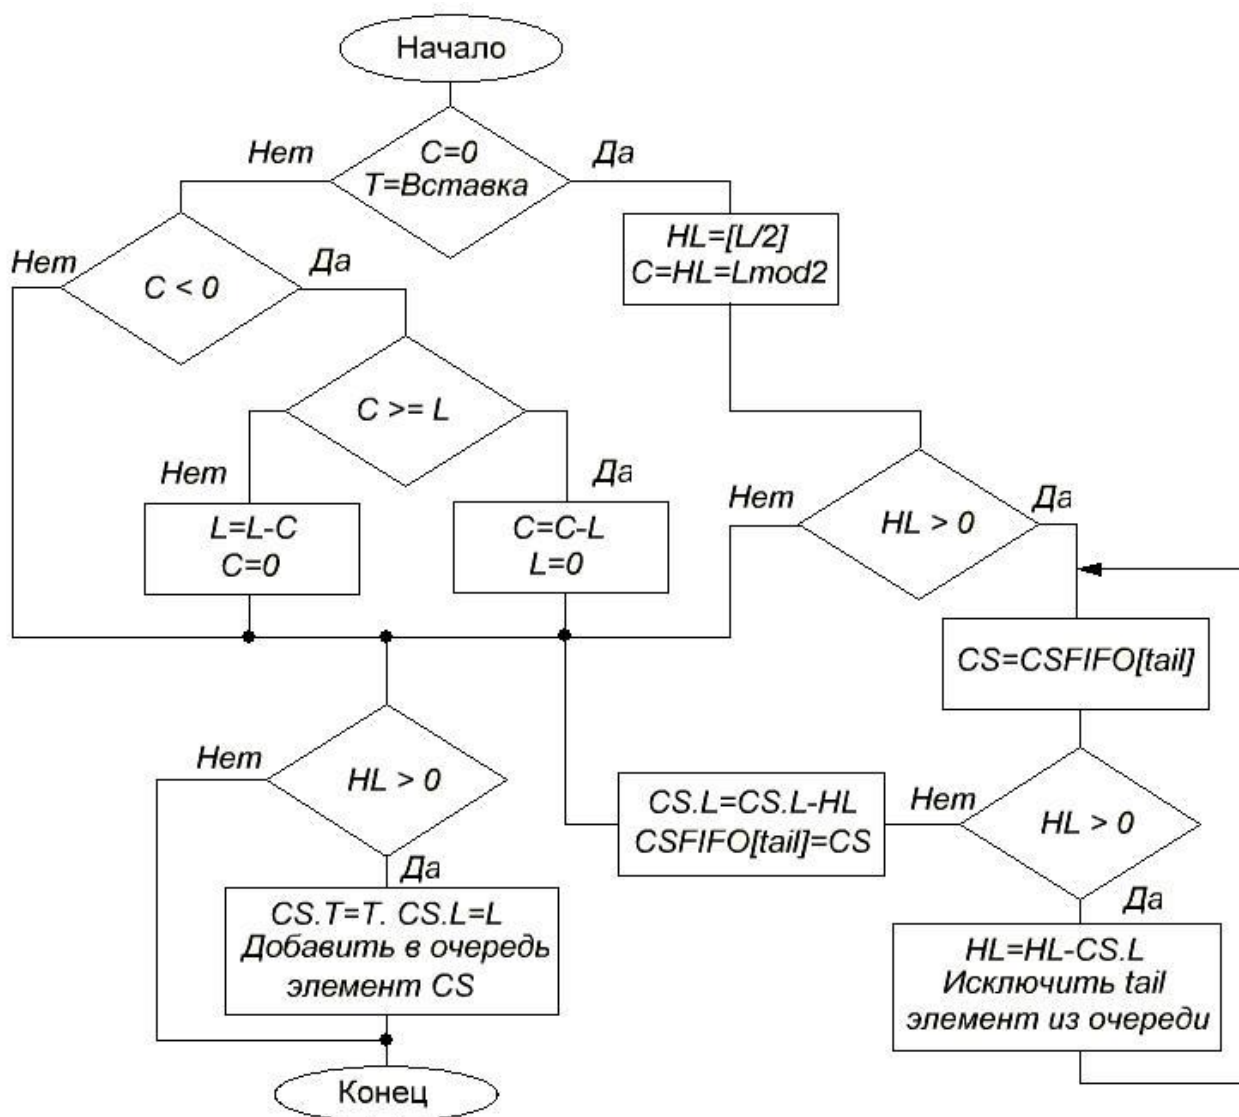 Начало
C=0
T=Вставка
Нет
Да
HL=[L/2]
C=HL=Lmod2
C < 0
Нет
Да
C >= L
Нет
Да
L=L-C
C=0
C=C-L
L=0
HL > 0
Нет
Да
CS=CSFIFO[tail]
HL > 0
Нет
Да
CS.L=CS.L-HL
CSFIFO[tail]=CS
HL > 0
Нет
Да
HL=HL-CS.L
Исключить tail
элемент из очереди
CS.T=T. CS.L=L
Добавить в очередь
элемент CS
Конец